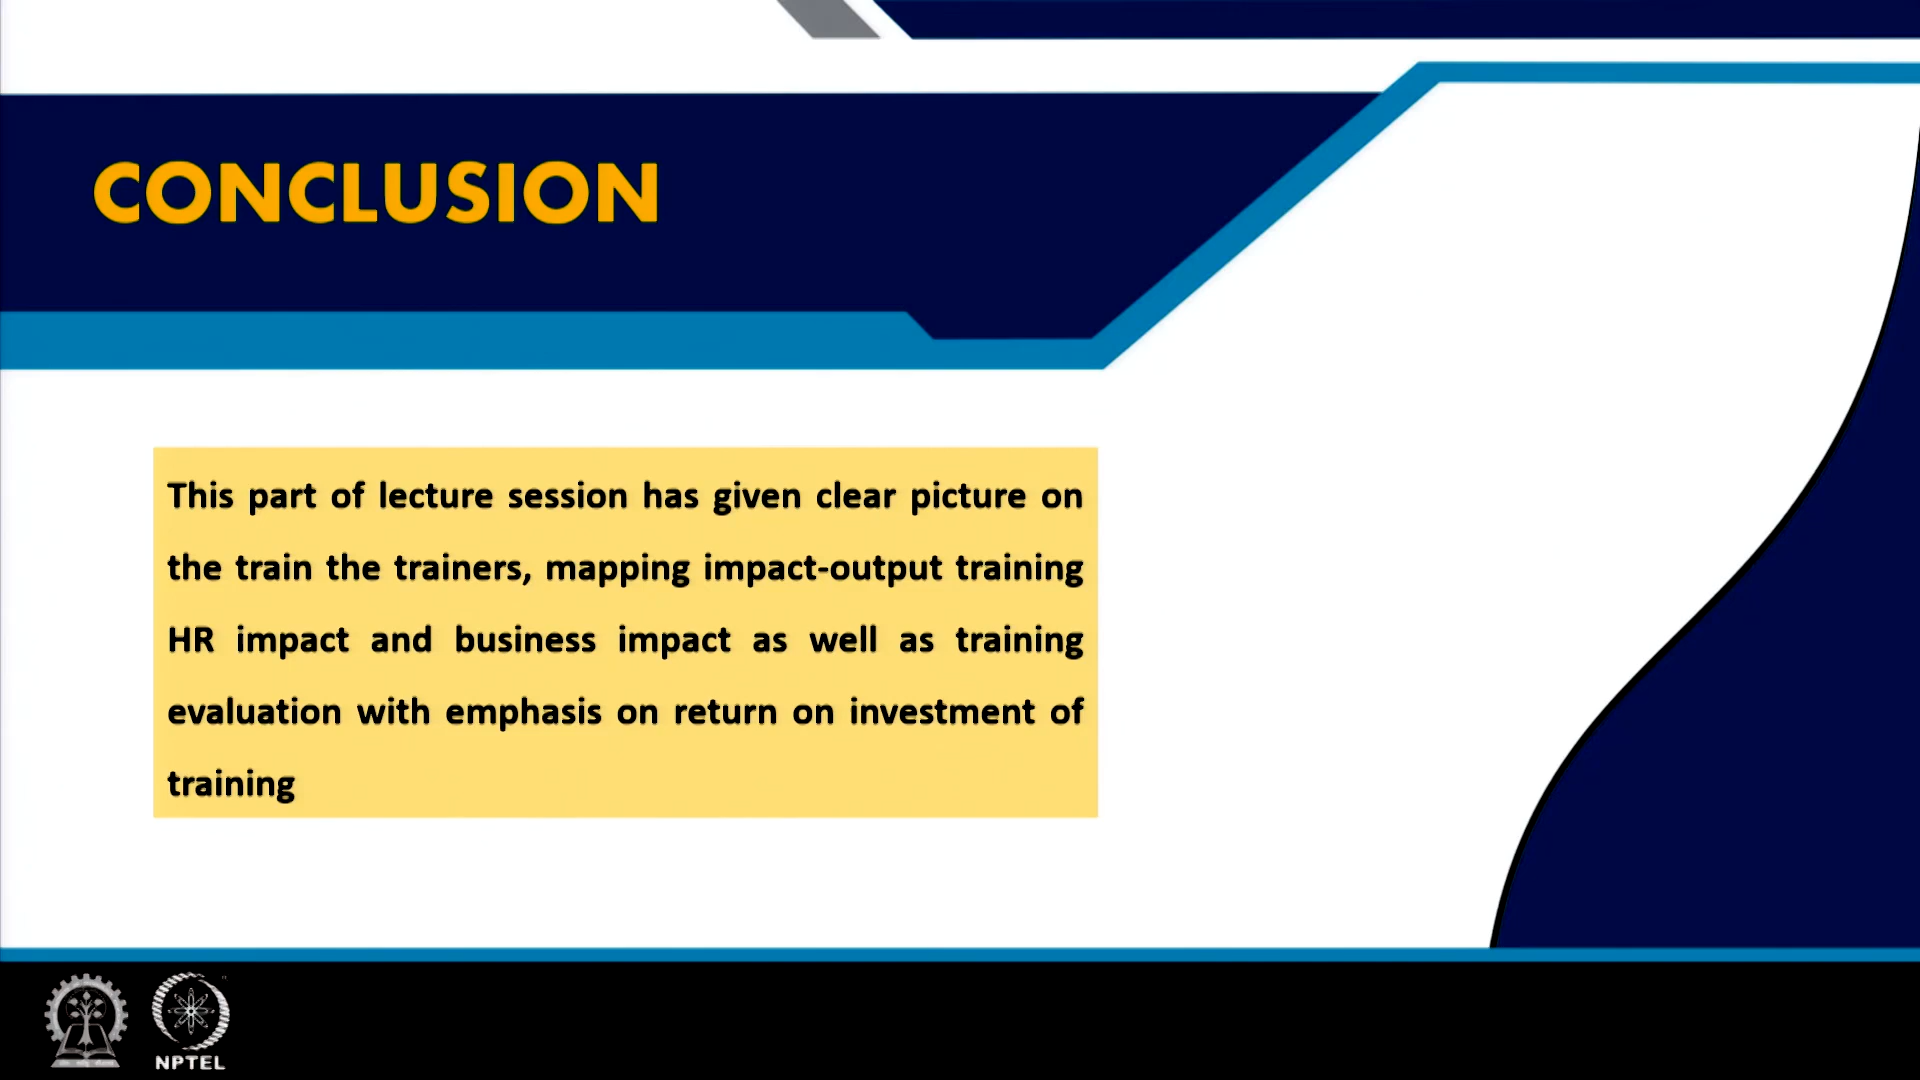 CONCLUSION
This part of lecture session has given clear picture on
the train the trainers, mapping impact-output training
HR impact and business impact as well as training
evaluation with emphasis on return on investment of
training
NPTEL